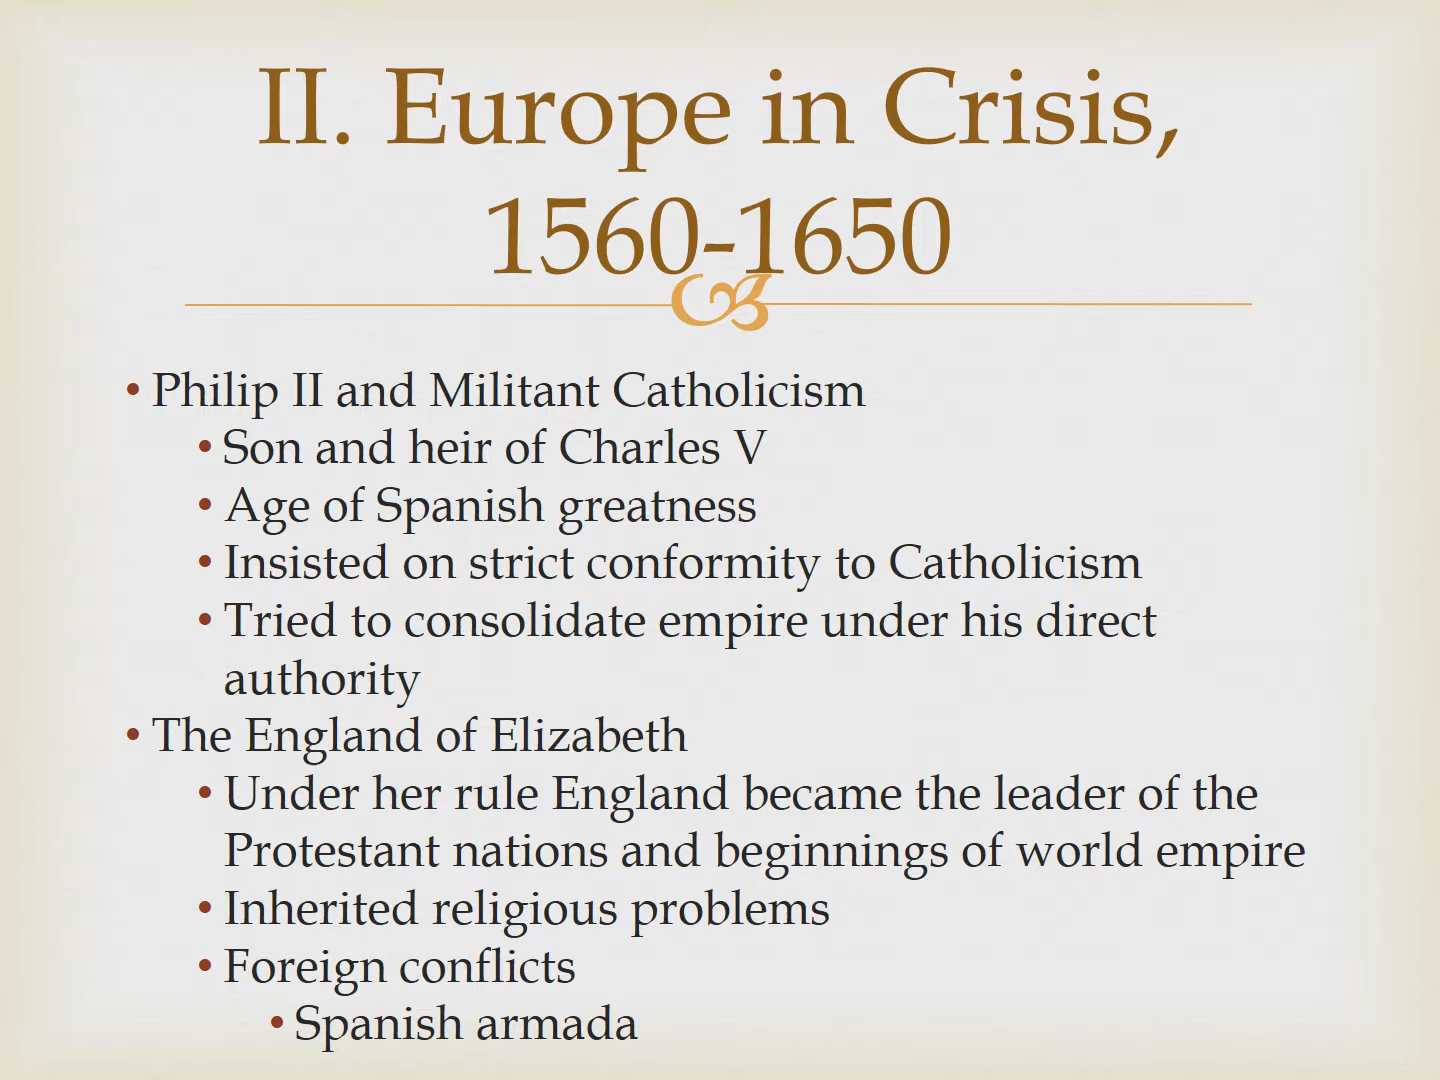 II. Europe in Crisis,
1560-1650
• Philip II and Militant Catholicism
• Son and heir of Charles V
• Age of Spanish greatness
• Insisted on strict conformity to Catholicism
• Tried to consolidate empire under his direct
authority
• The England of Elizabeth
• Under her rule England became the leader of the
Protestant nations and beginnings of world empire
• Inherited religious problems
• Foreign conflicts
• Spanish armada